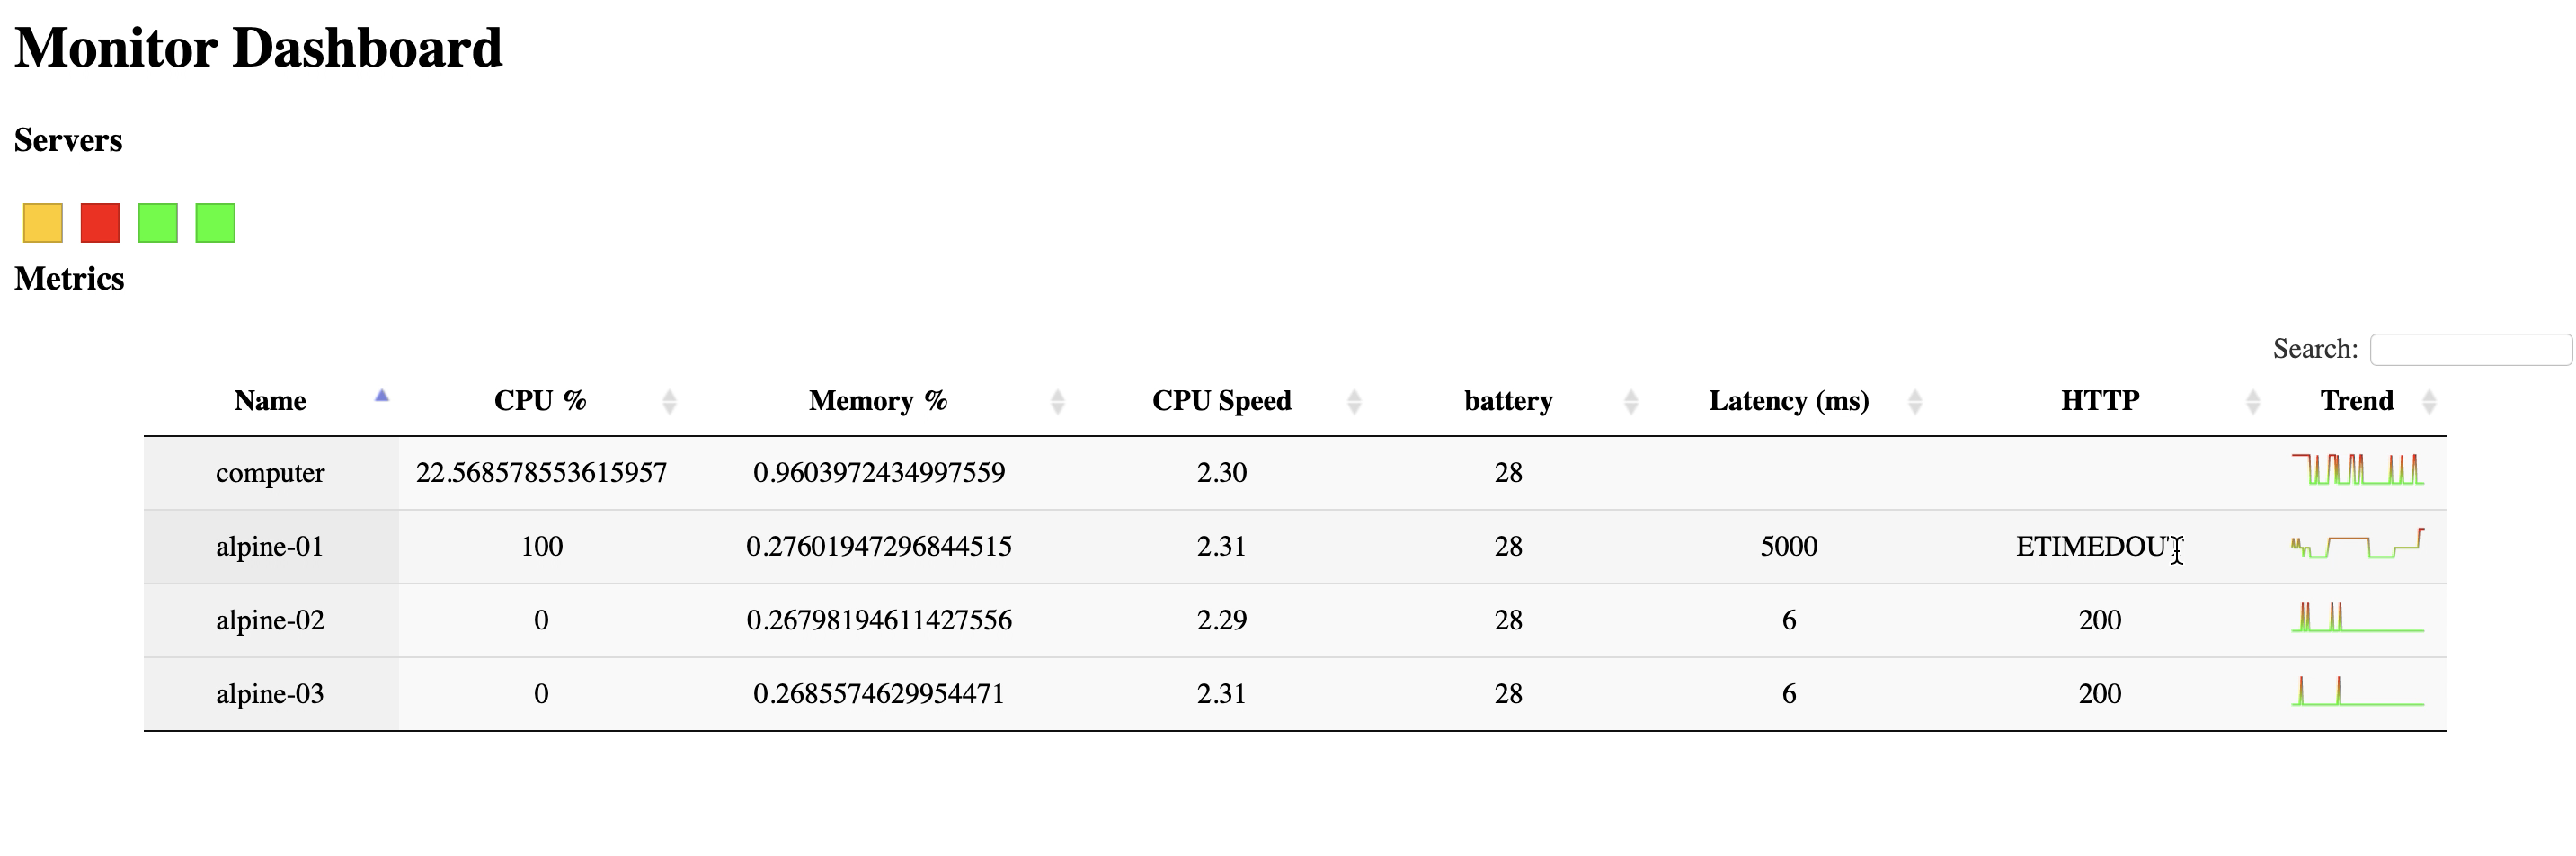 Monitor Dashboard
Servers
Metrics
Search:
Name CPU % Memory % CPU Speed battery Latency (ms) HTTP Trend
computer 22.568578553615957 0.9603972434997559 2.30 28
alpine-01 100 0.27601947296844515 2.31 28 5000 ETIMEDOUT
alpine-02 0 0.26798194611427556 2.29 28 6 200
alpine-03 0 0.2685574629954471 2.31 28 6 200